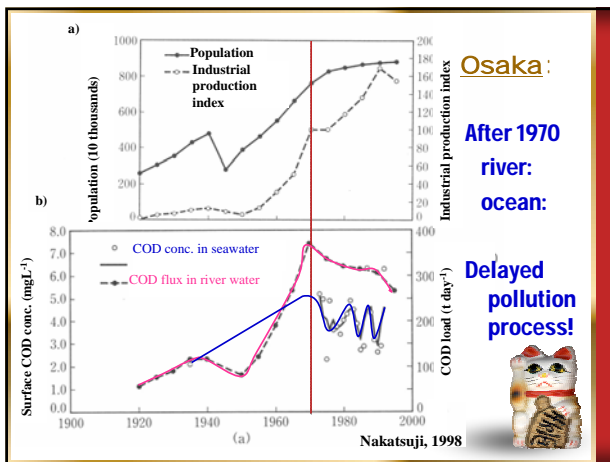 a)
1000
800
600
400
200
0
Population
Industrial
production
index
200
180
160
140
120
100
80
60
40
20
0
Industrial production index
Population (10 thousands)
Osaka:
After 1970
river:
ocean:
Delayed
pollution
process!
b)
8.0
7.0
6.0
5.0
4.0
3.0
2.0
1.0
0.0
Surface COD conc. (mgL-1)
COD conc. in seawater
COD flux in river water
400
300
200
100
0
COD load (t day-1)
1900
1920
1940
1960
1980
2000
(a)
Nakatsuji, 1998